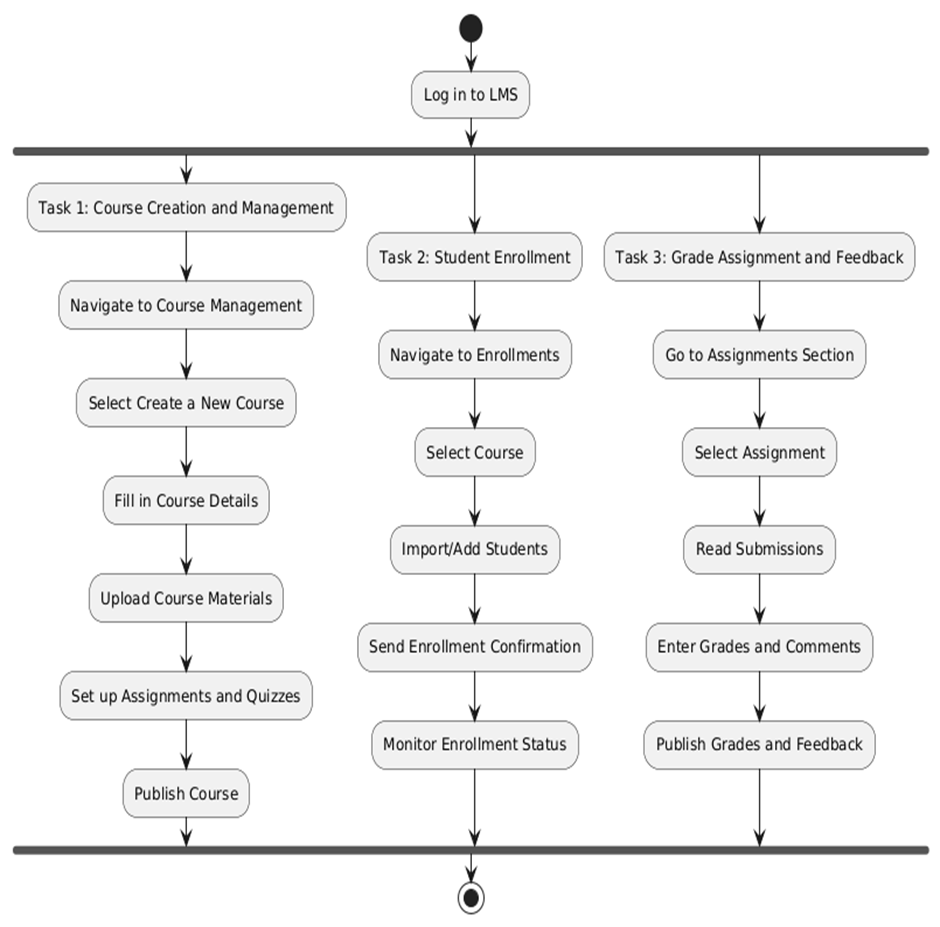 Log in to LMS
Task 1: Course Creation and Management
Navigate to Course Management
Select Create a New Course
Fill in Course Details
Upload Course Materials
Set up Assignments and Quizzes
Publish Course
Task 2: Student Enrollment
Navigate to Enrollments
Select Course
Import/Add Students
Send Enrollment Confirmation
Monitor Enrollment Status
Task 3: Grade Assignment and Feedback
Go to Assignments Section
Select Assignment
Read Submissions
Enter Grades and Comments
Publish Grades and Feedback